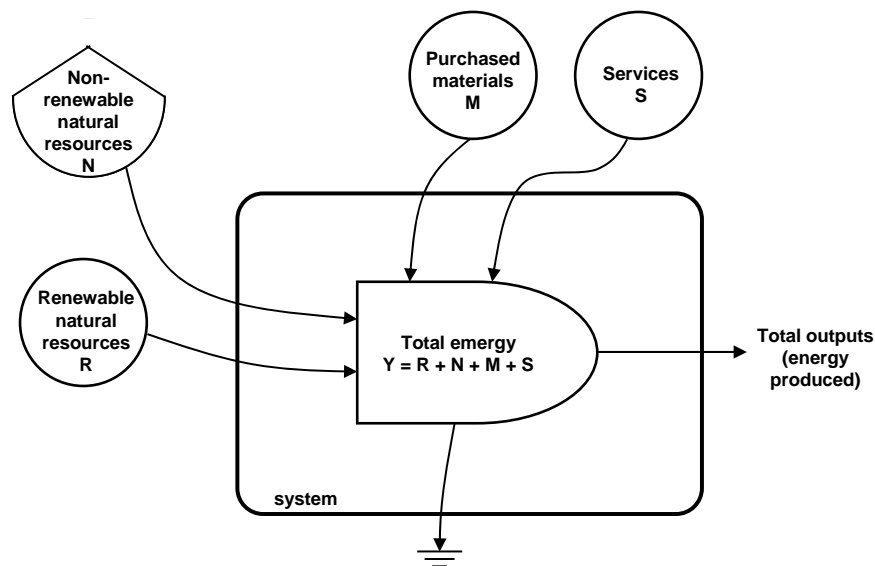 Non-
renewable
natural
resources
N
Purchased
materials
M
Services
S
Renewable
natural
resources
R
Total emergy
Y = R + N + M + S
Total outputs
(energy
produced)
system